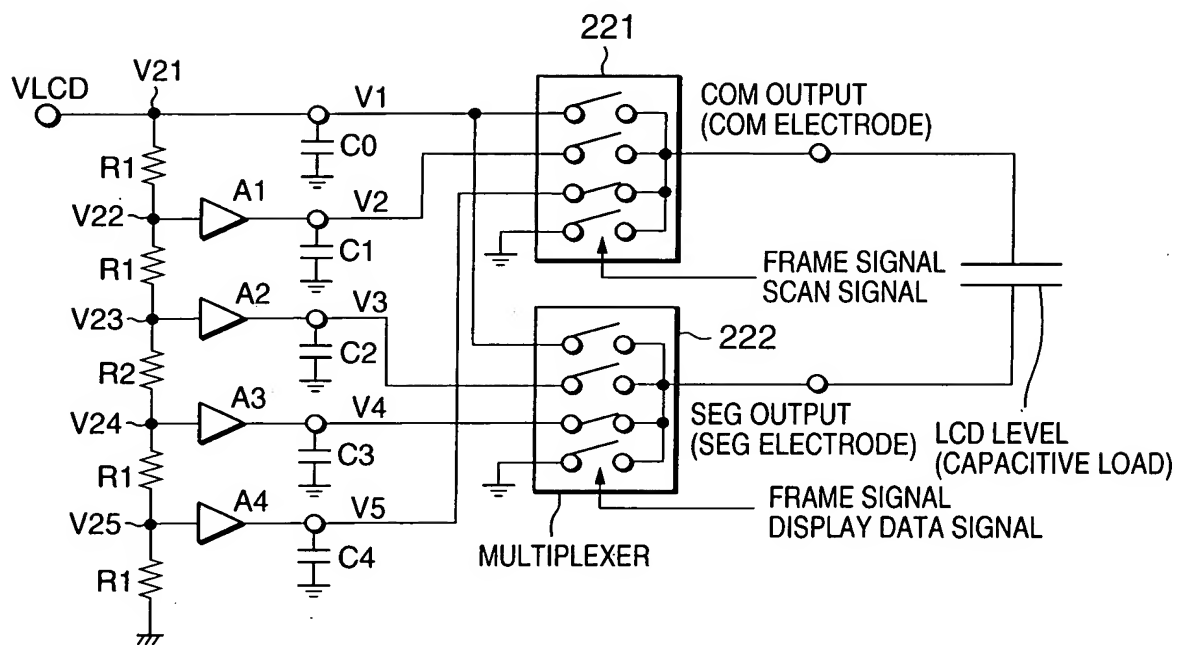 221
VLCD
V21
V1
COM OUTPUT
(COM ELECTRODE)
C0
R1
A1
V22
V2
C1
R1
FRAME SIGNAL
SCAN SIGNAL
A2
V3
V23
C2
222
R2
A3
V4
V24
C3
SEG OUTPUT
(SEG ELECTRODE)
LCD LEVEL
(CAPACITIVE LOAD)
R1
A4
V5
V25
C4
FRAME SIGNAL
DISPLAY DATA SIGNAL
MULTIPLEXER
R1